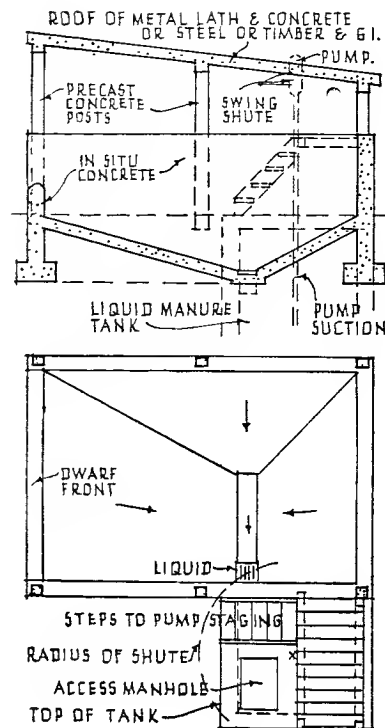 ROOF OF METAL LATH & CONCRETE
OR STEEL OR TIMBER & G I.
PUMP.
PRECAST
CONCRETE
POSTS
SWING
SHUTE
IN SITU
CONCRETE
LIQUID MANURE
TANK
PUMP
SUCTION
DWARF
FRONT
LIQUID
STEPS TO PUMP STAGING
RADIUS OF SHUTE
ACCESS MANHOLE
TOP OF TANK
X